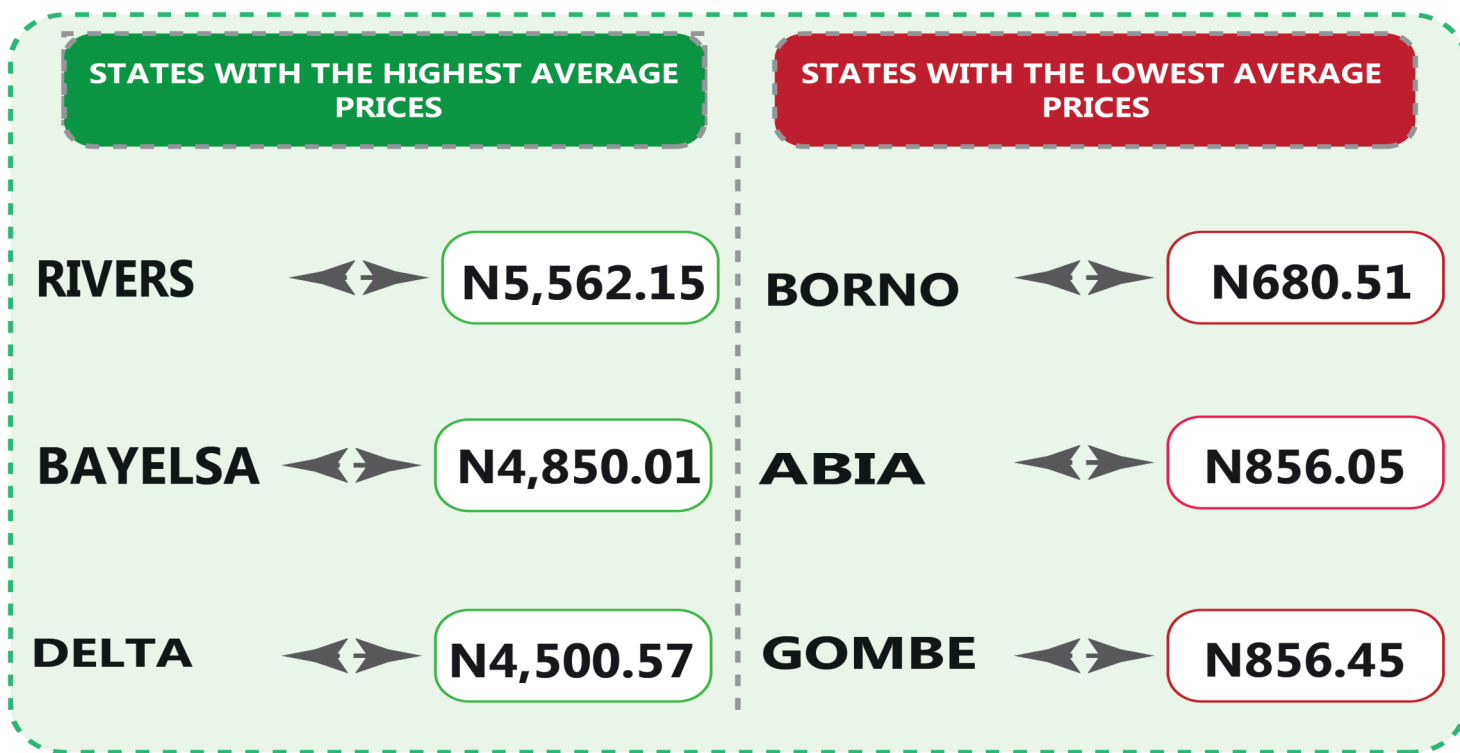 STATES WITH THE HIGHEST AVERAGE
PRICES
RIVERS N5,562.15
BAYELSA N4,850.01
DELTA N4,500.57
STATES WITH THE LOWEST AVERAGE
PRICES
BORNO N680.51
ABIA N856.05
GOMBE N856.45